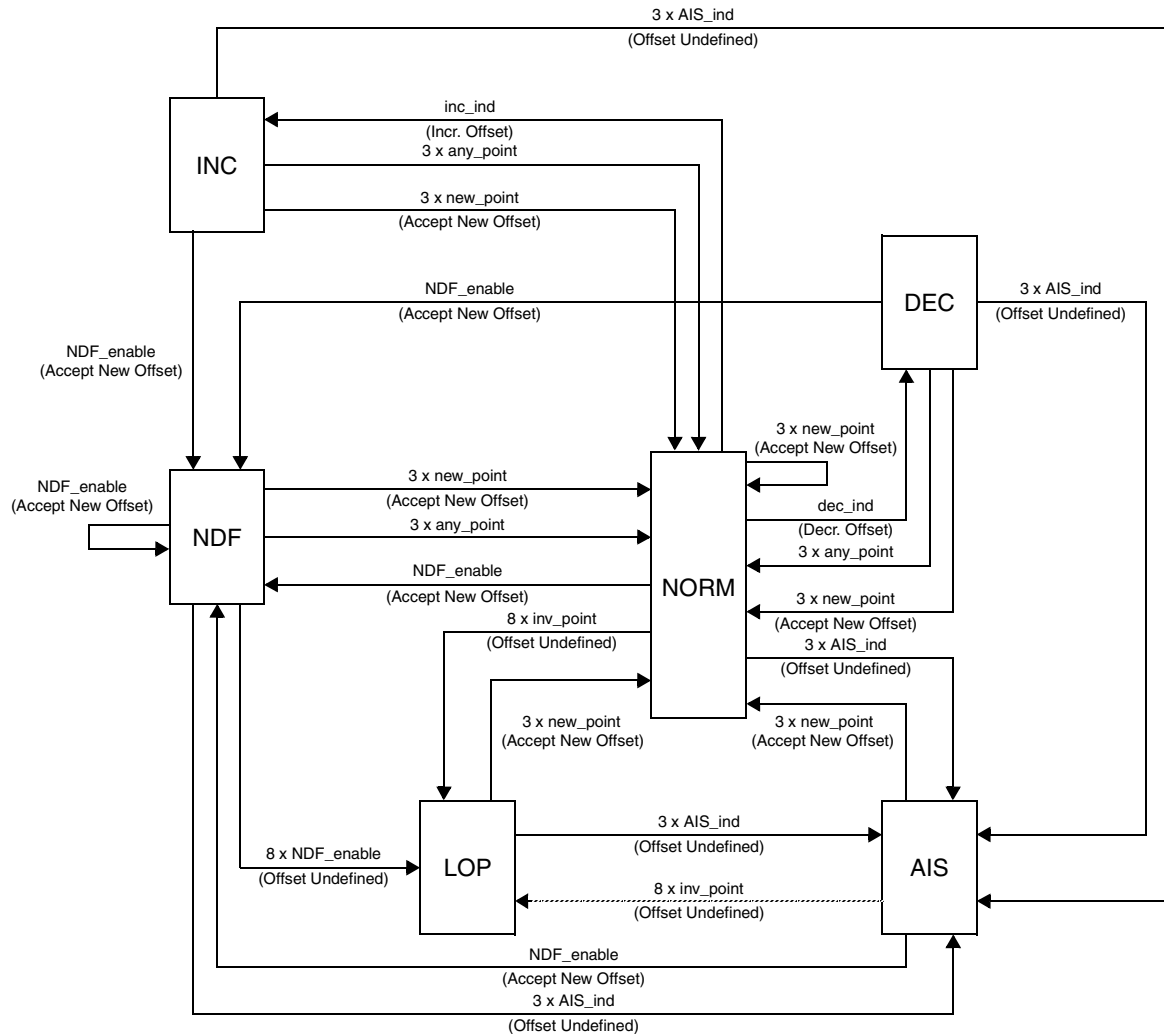 3 x AIS_ind
(Offset Undefined)
inc_ind
(Incr. Offset)
3 x any_point
INC
3 x new_point
(Accept New Offset)
DEC
3 x AIS_ind
(Offset Undefined)
NDF_enable
(Accept New Offset)
NDF_enable
(Accept New Offset)
3 x new_point
(Accept New Offset)
NDF_enable
(Accept New Offset)
3 x new_point
(Accept New Offset)
dec_ind
(Decr. Offset)
NDF
3 x any_point
3 x any_point
NORM
NDF_enable
(Accept New Offset)
3 x new_point
(Accept New Offset)
8 x inv_point
(Offset Undefined)
3 x AIS_ind
(Offset Undefined)
3 x new_point
(Accept New Offset)
3 x new_point
(Accept New Offset)
3 x AIS_ind
(Offset Undefined)
8 x NDF_enable
(Offset Undefined)
LOP
AIS
8 x inv_point
(Offset Undefined)
NDF_enable
(Accept New Offset)
3 x AIS_ind
(Offset Undefined)